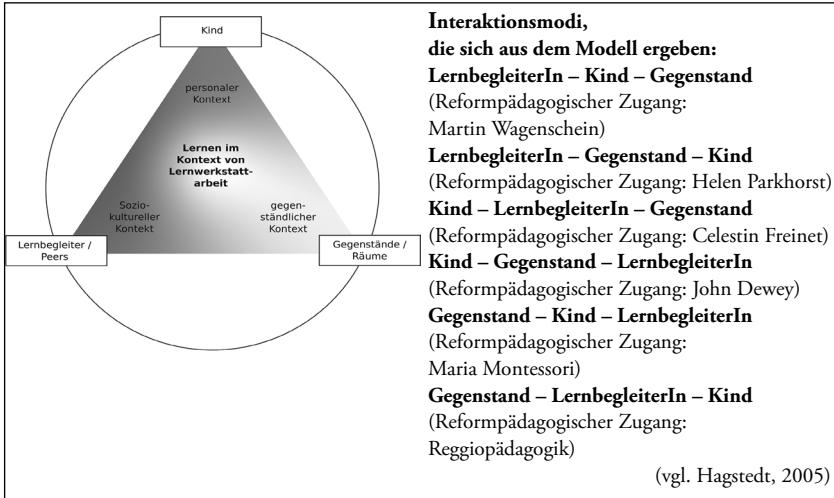 Kind
personaler
Kontext
Lernen im
Kontext von
Lernwerkstatt-
arbeit
Sozio-
kultureller
Kontekt
gegen-
ständlicher
Kontext
Lernbegleiter /
Peers
Gegenstände /
Räume
Interaktionsmodi,
die sich aus dem Modell ergeben:
LernbegleiterIn – Kind – Gegenstand
(Reformpädagogischer Zugang:
Martin Wagenschein)
LernbegleiterIn – Gegenstand – Kind
(Reformpädagogischer Zugang: Helen Parkhorst)
Kind – LernbegleiterIn – Gegenstand
(Reformpädagogischer Zugang: Celestin Freinet)
Kind – Gegenstand – LernbegleiterIn
(Reformpädagogischer Zugang: John Dewey)
Gegenstand – Kind – LernbegleiterIn
(Reformpädagogischer Zugang:
Maria Montessori)
Gegenstand – LernbegleiterIn – Kind
(Reformpädagogischer Zugang:
Reggiopädagogik)
(vgl. Hagstedt, 2005)